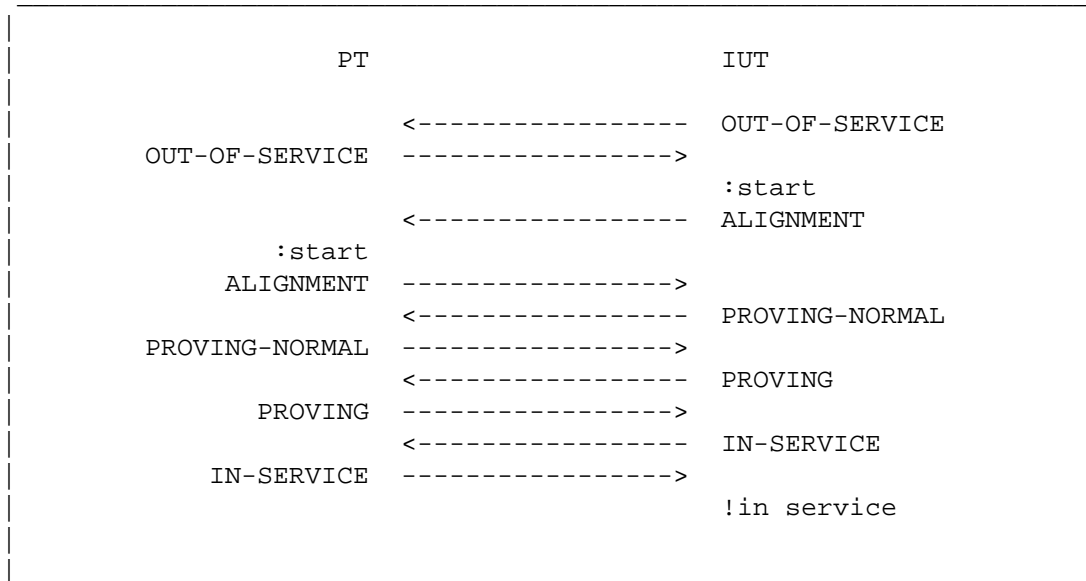 PT IUT
<----------------- OUT-OF-SERVICE
OUT-OF-SERVICE ----------------->
:start
<----------------- ALIGNMENT
:start
ALIGNMENT ----------------->
<----------------- PROVING-NORMAL
PROVING-NORMAL ----------------->
<----------------- PROVING
PROVING ----------------->
<----------------- IN-SERVICE
IN-SERVICE ----------------->
!in service